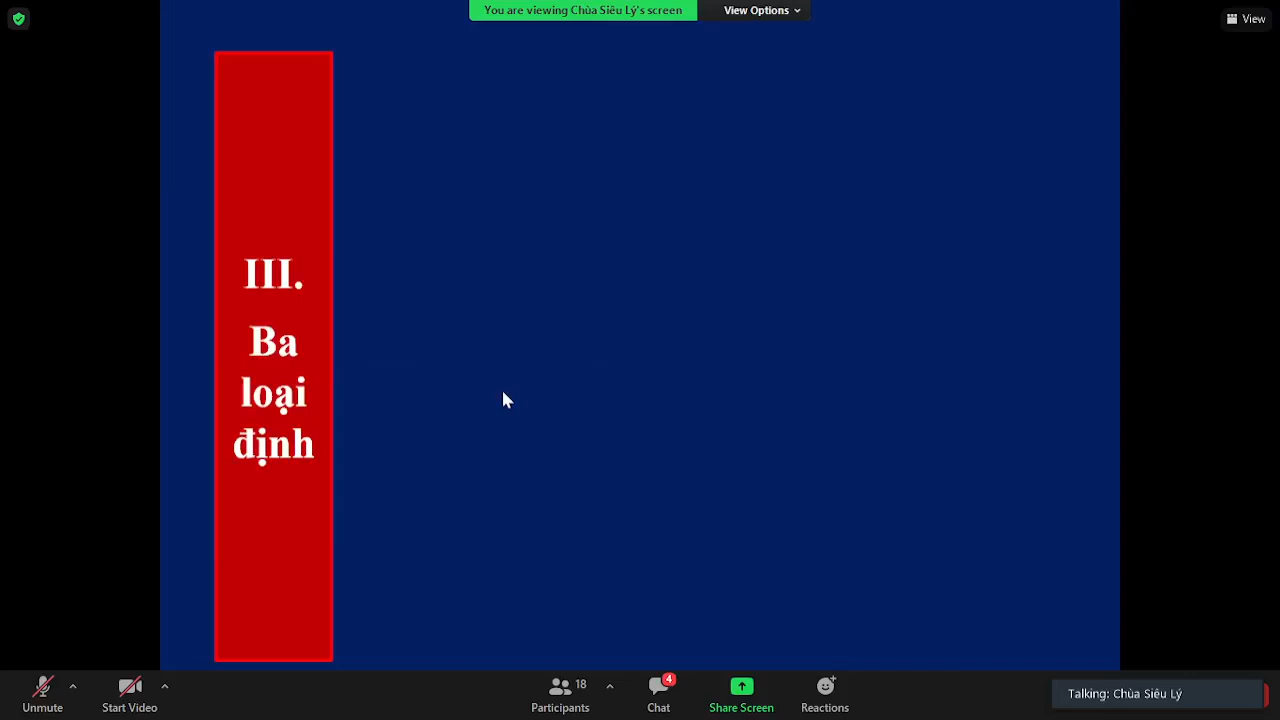 You are viewing Chùa Siêu Lý's screen
View Options
View
III.
Ba
loại
định
Unmute
Start Video
18
Participants
4
Chat
Share Screen
Reactions
Talking: Chùa Siêu Lý